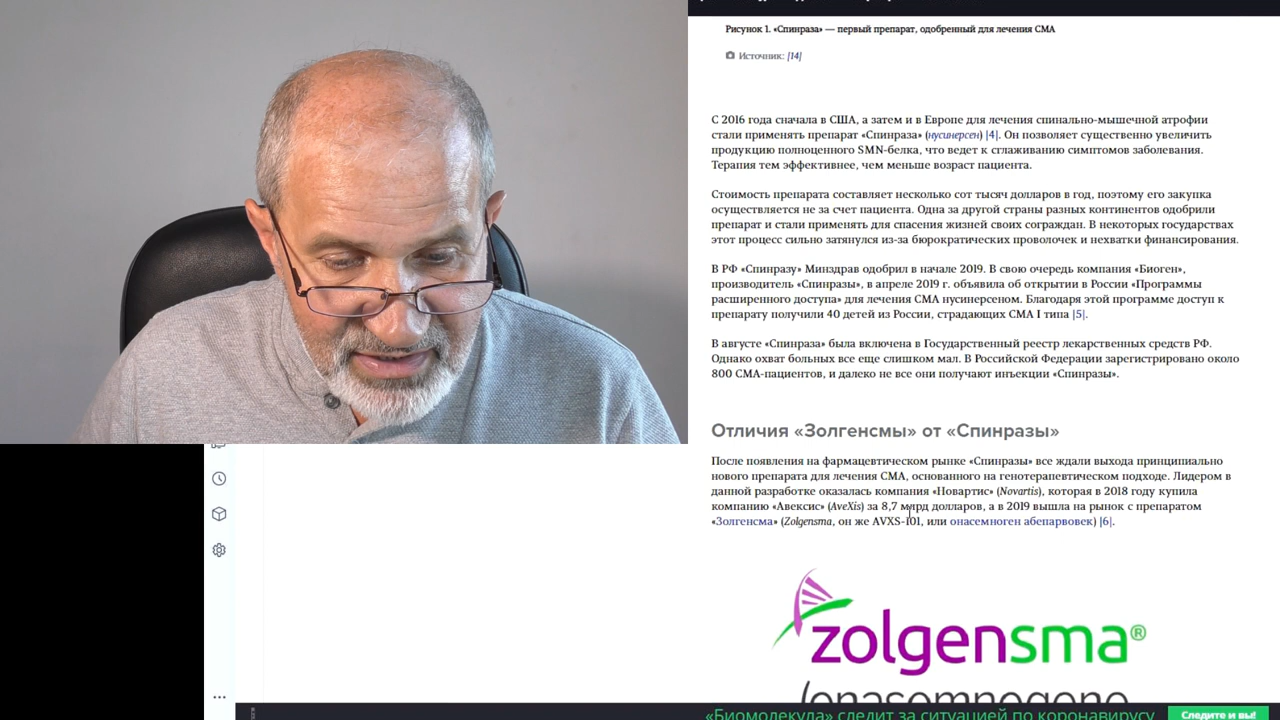 Рисунок 1. «Спинраза» — первый препарат, одобренный для лечения СМА
Источник: [14]
С 2016 года сначала в США, а затем и в Европе для лечения спинально-мышечной атрофии
стали применять препарат «Спинраза» (нусинерсен) [4]. Он позволяет существенно увеличить
продукцию полноценного SMN-белка, что ведет к сглаживанию симптомов заболевания.
Терапия тем эффективнее, чем меньше возраст пациента.
Стоимость препарата составляет несколько сот тысяч долларов в год, поэтому его закупка
осуществляется не за счет пациента. Одна за другой страны разных континентов одобрили
препарат и стали применять для спасения жизней своих сограждан. В некоторых государствах
этот процесс сильно затянулся из-за бюрократических проволочек и нехватки финансирования.
В РФ «Спинразу» Минздрав одобрил в начале 2019. В свою очередь компания «Биоген»,
производитель «Спинразы», в апреле 2019 г. объявила об открытии в России «Программы
расширенного доступа» для лечения СМА нусинерсеном. Благодаря этой программе доступ к
препарату получили 40 детей из России, страдающих СМА I типа [5].
В августе «Спинраза» была включена в Государственный реестр лекарственных средств РФ.
Однако охват больных все еще слишком мал. В Российской Федерации зарегистрировано около
800 СМА-пациентов, и далеко не все они получают инъекции «Спинразы».
Отличия «Золгенсмы» от «Спинразы»
После появления на фармацевтическом рынке «Спинразы» все ждали выхода принципиально
нового препарата для лечения СМА, основанного на генотерапевтическом подходе. Лидером в
данной разработке оказалась компания «Новартис» (Novartis), которая в 2018 году купила
компанию «Авексис» (AveXis) за 8,7 млрд долларов, а в 2019 вышла на рынок с препаратом
«Золгенсма» (Zolgensma, он же AVXS-101, или онасемноген абепарвовек) [6].
zolgensma®
(onasemnogene
«Биомолекула» следит за ситуацией по коронавирусу
Следите и вы!